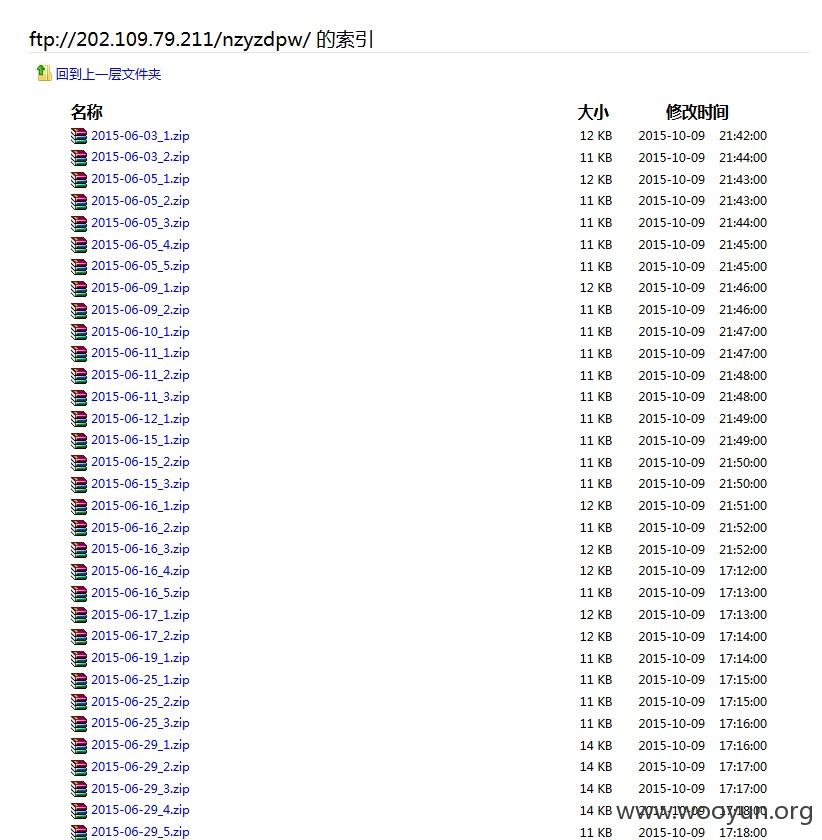 ftp://202.109.79.211/nzyzdpw/ 的索引
回到上一层文件夹
名称 大小 修改时间
2015-06-03_1.zip 12 KB 2015-10-09 21:42:00
2015-06-03_2.zip 11 KB 2015-10-09 21:44:00
2015-06-05_1.zip 12 KB 2015-10-09 21:43:00
2015-06-05_2.zip 11 KB 2015-10-09 21:43:00
2015-06-05_3.zip 11 KB 2015-10-09 21:44:00
2015-06-05_4.zip 11 KB 2015-10-09 21:45:00
2015-06-05_5.zip 11 KB 2015-10-09 21:45:00
2015-06-09_1.zip 12 KB 2015-10-09 21:46:00
2015-06-09_2.zip 11 KB 2015-10-09 21:46:00
2015-06-10_1.zip 11 KB 2015-10-09 21:47:00
2015-06-11_1.zip 11 KB 2015-10-09 21:47:00
2015-06-11_2.zip 11 KB 2015-10-09 21:48:00
2015-06-11_3.zip 11 KB 2015-10-09 21:48:00
2015-06-12_1.zip 11 KB 2015-10-09 21:49:00
2015-06-15_1.zip 11 KB 2015-10-09 21:49:00
2015-06-15_2.zip 11 KB 2015-10-09 21:50:00
2015-06-15_3.zip 11 KB 2015-10-09 21:50:00
2015-06-16_1.zip 12 KB 2015-10-09 21:51:00
2015-06-16_2.zip 11 KB 2015-10-09 21:52:00
2015-06-16_3.zip 12 KB 2015-10-09 21:52:00
2015-06-16_4.zip 12 KB 2015-10-09 17:12:00
2015-06-16_5.zip 11 KB 2015-10-09 17:13:00
2015-06-17_1.zip 12 KB 2015-10-09 17:13:00
2015-06-17_2.zip 12 KB 2015-10-09 17:14:00
2015-06-19_1.zip 11 KB 2015-10-09 17:14:00
2015-06-25_1.zip 11 KB 2015-10-09 17:15:00
2015-06-25_2.zip 11 KB 2015-10-09 17:15:00
2015-06-25_3.zip 11 KB 2015-10-09 17:16:00
2015-06-29_1.zip 14 KB 2015-10-09 17:16:00
2015-06-29_2.zip 14 KB 2015-10-09 17:17:00
2015-06-29_3.zip 14 KB 2015-10-09 17:17:00
2015-06-29_4.zip 14 KB 2015-10-09 17:18:00
www.wooyun.org
2015-06-29_5.zip 11 KB 2015-10-09 17:18:00